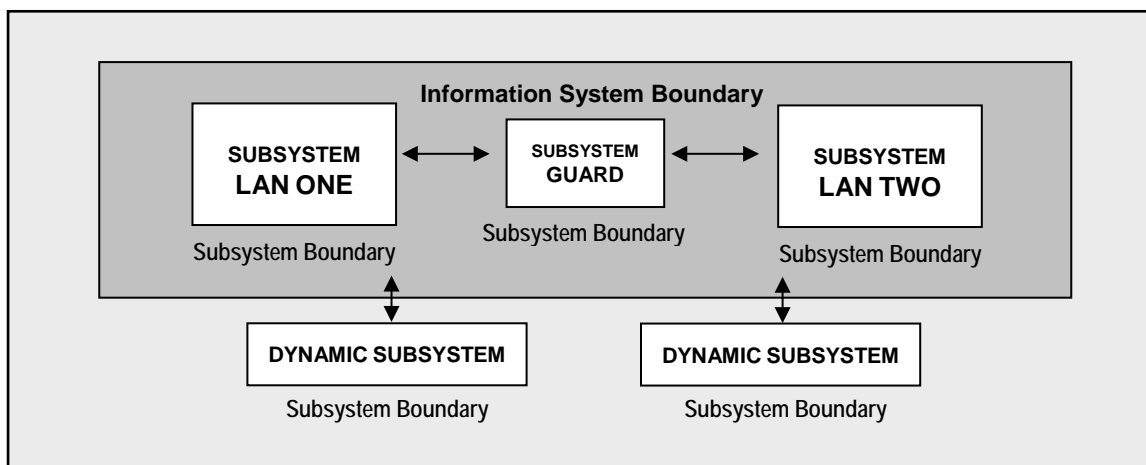 Information System Boundary
SUBSYSTEM
LAN ONE
SUBSYSTEM
GUARD
SUBSYSTEM
LAN TWO
Subsystem Boundary
Subsystem Boundary
Subsystem Boundary
DYNAMIC SUBSYSTEM
DYNAMIC SUBSYSTEM
Subsystem Boundary
Subsystem Boundary